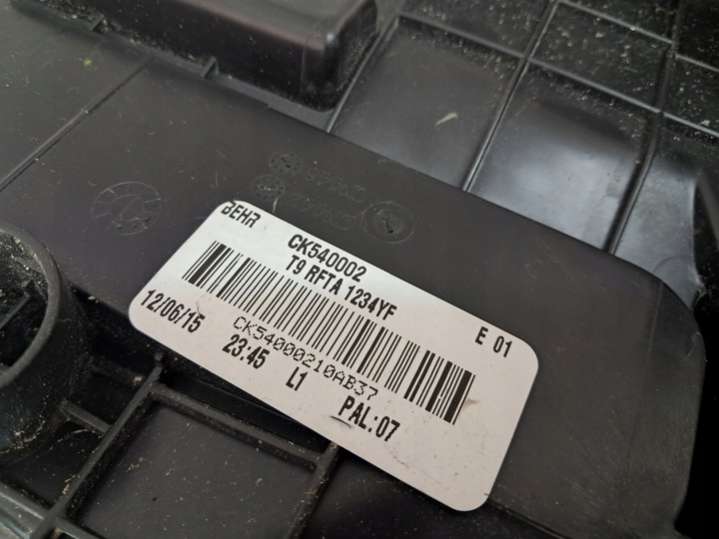 BEHR
CK540002
T9 RFTA 1234YF
E 01
CK54000210AB37
12/06/15 23:45 L1 PAL:07